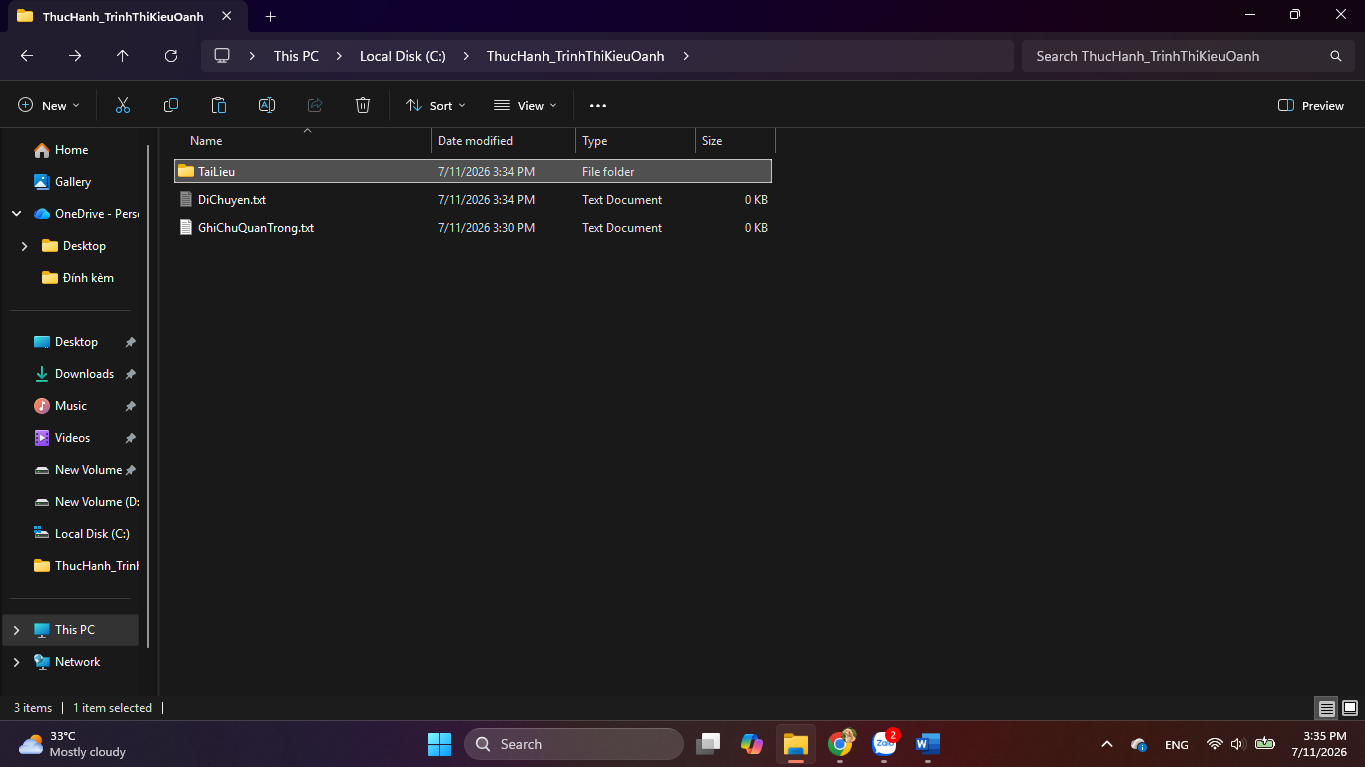 ThucHanh_TrinhThiKieuOanh
This PC > Local Disk (C:) > ThucHanh_TrinhThiKieuOanh >
Search ThucHanh_TrinhThiKieuOanh
New
Sort
View
Preview
Name Date modified Type Size
TaiLieu 7/11/2026 3:34 PM File folder
DiChuyen.txt 7/11/2026 3:34 PM Text Document 0 KB
GhiChuQuanTrong.txt 7/11/2026 3:30 PM Text Document 0 KB
Home
Gallery
OneDrive - Perso
Desktop
Đính kèm
Desktop
Downloads
Music
Videos
New Volume
New Volume (D:
Local Disk (C:)
ThucHanh_Trinh
This PC
Network
3 items | 1 item selected |
33°C
Mostly cloudy
Search
Zalo
2
ENG
3:35 PM
7/11/2026